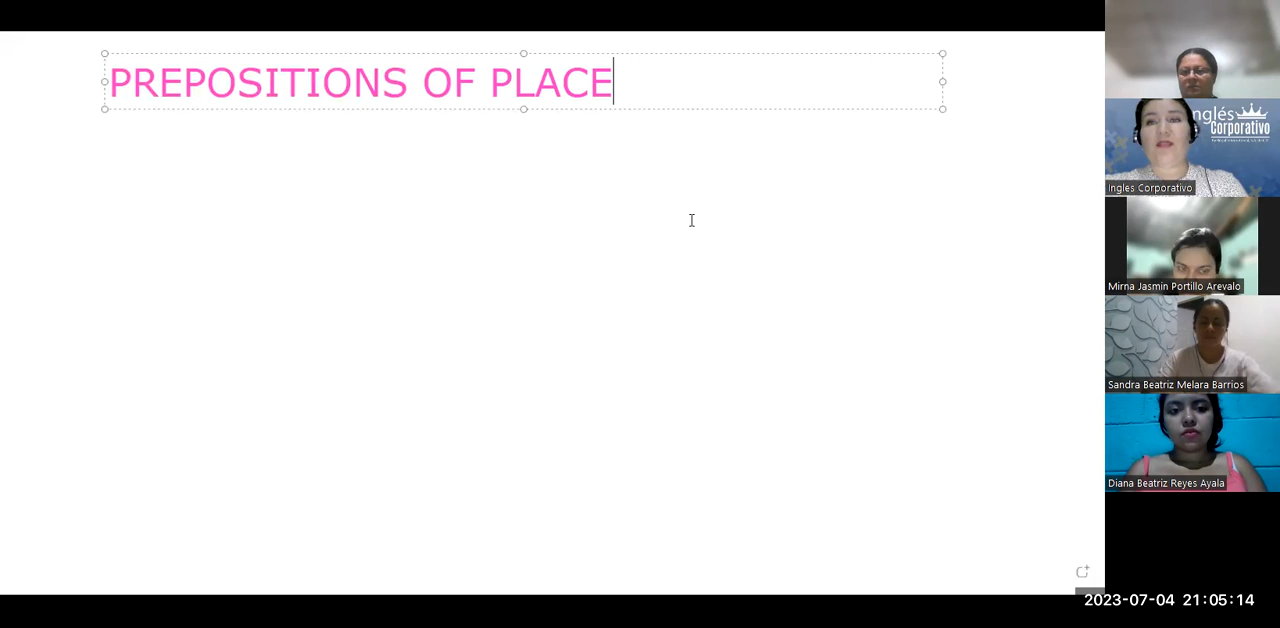 PREPOSITIONS OF PLACE
nglés
Corporativo
Ingles Corporativo
Mirna Jasmin Portillo Arevalo
Sandra Beatriz Melara Barrios
Diana Beatriz Reyes Ayala
2023-07-04 21:05:14